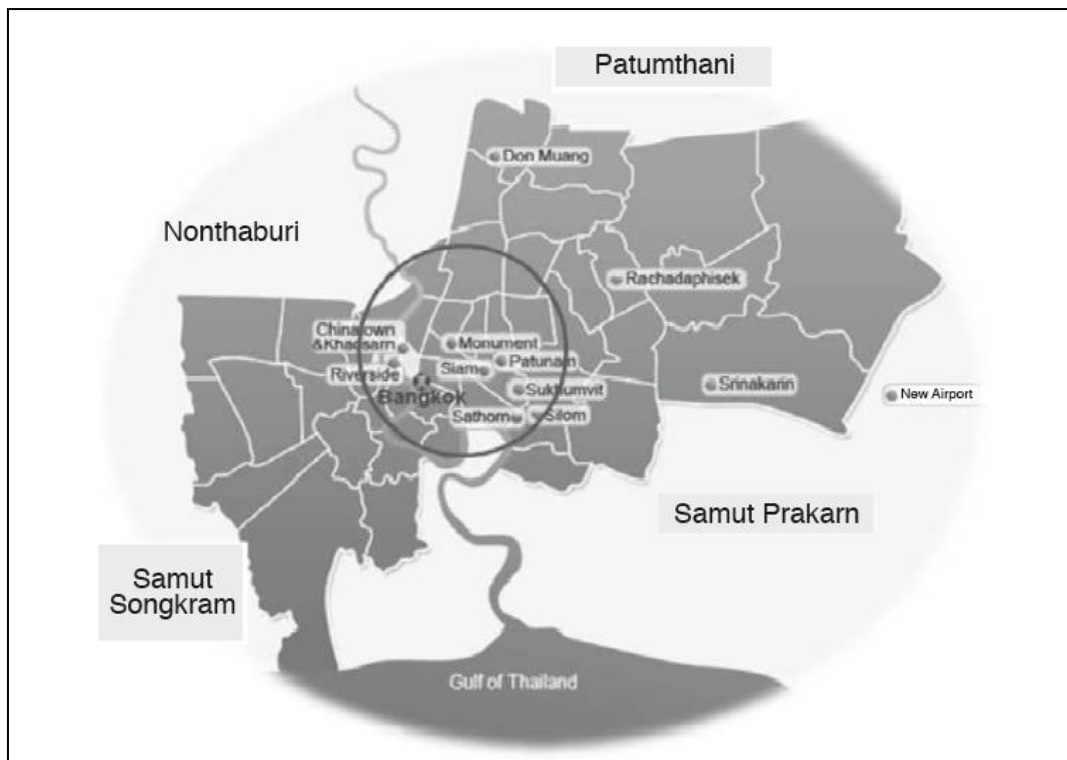 Patumthani
Don Muang
Nonthaburi
Rachadaphisek
Chinatown
&Khaosarn
Monument
Riverside
Siam
Patunam
Bangkok
Sukhumvit
Srinakarin
New Airport
Sathorn
Silom
Samut Prakarn
Samut
Songkram
Gulf of Thailand